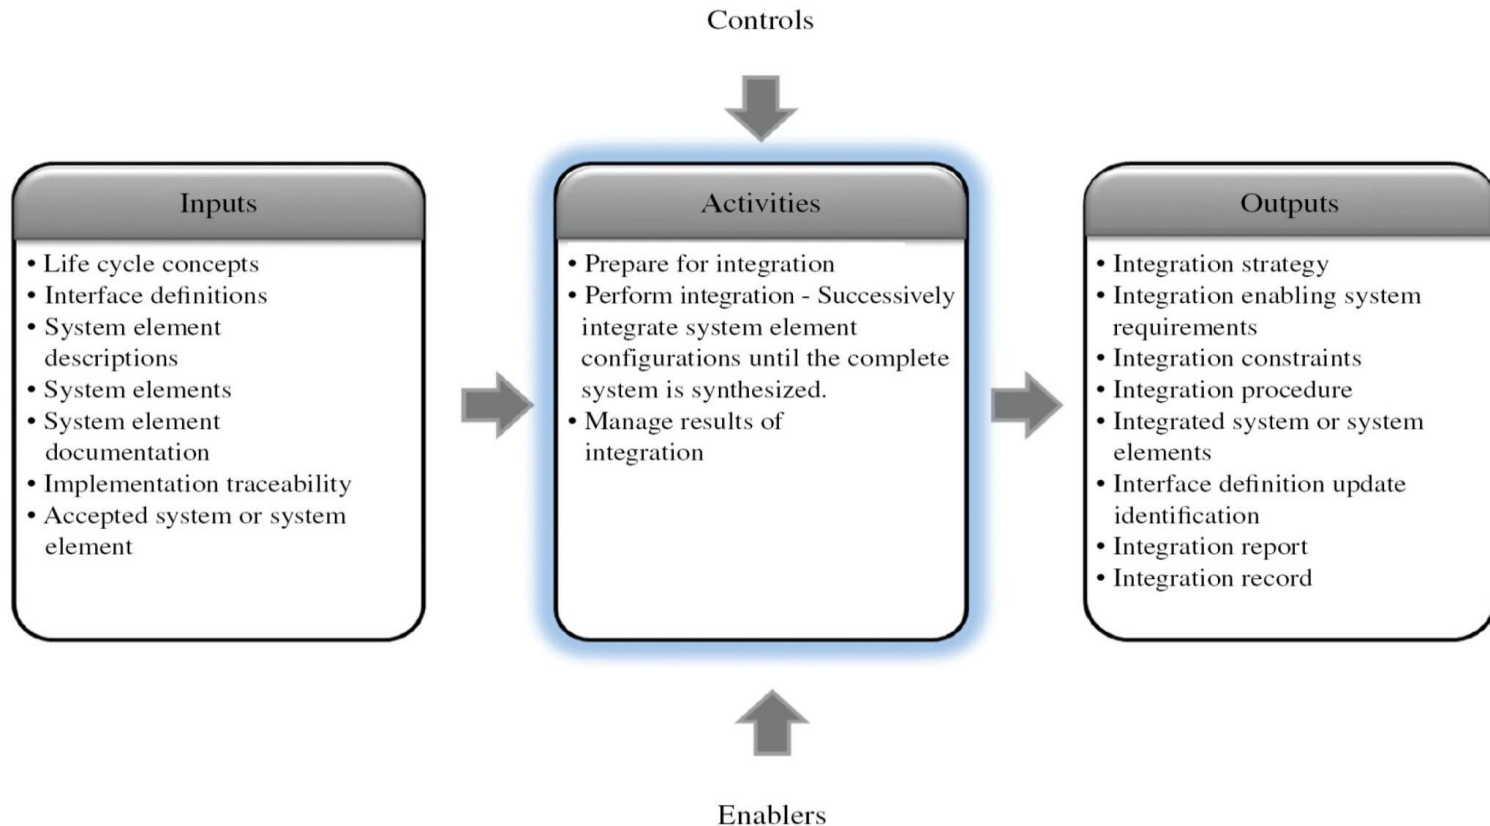 Controls
Inputs
• Life cycle concepts
• Interface definitions
• System element
descriptions
• System elements
• System element
documentation
• Implementation traceability
• Accepted system or system
element
Activities
• Prepare for integration
• Perform integration - Successively
integrate system element
configurations until the complete
system is synthesized.
• Manage results of
integration
Outputs
• Integration strategy
• Integration enabling system
requirements
• Integration constraints
• Integration procedure
• Integrated system or system
elements
• Interface definition update
identification
• Integration report
• Integration record
Enablers